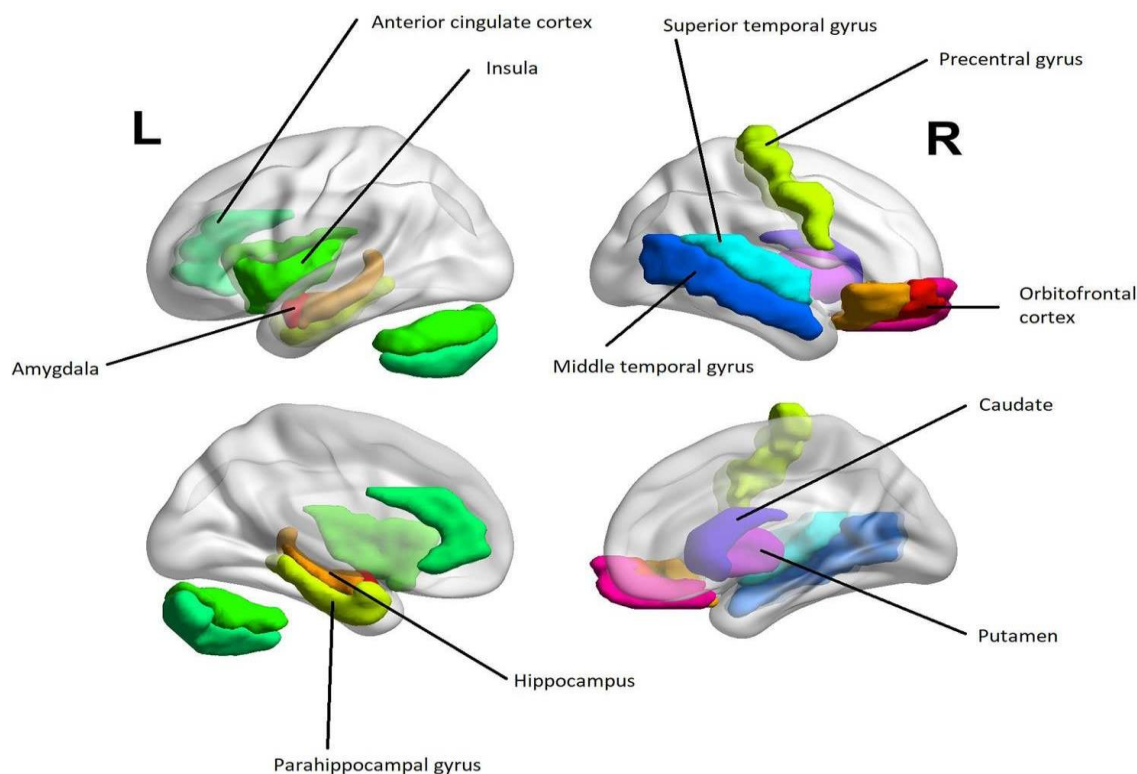 Anterior cingulate cortex
Superior temporal gyrus
Precentral gyrus
Insula
L
R
Orbitofrontal
cortex
Amygdala
Middle temporal gyrus
Caudate
Putamen
Hippocampus
Parahippocampal gyrus